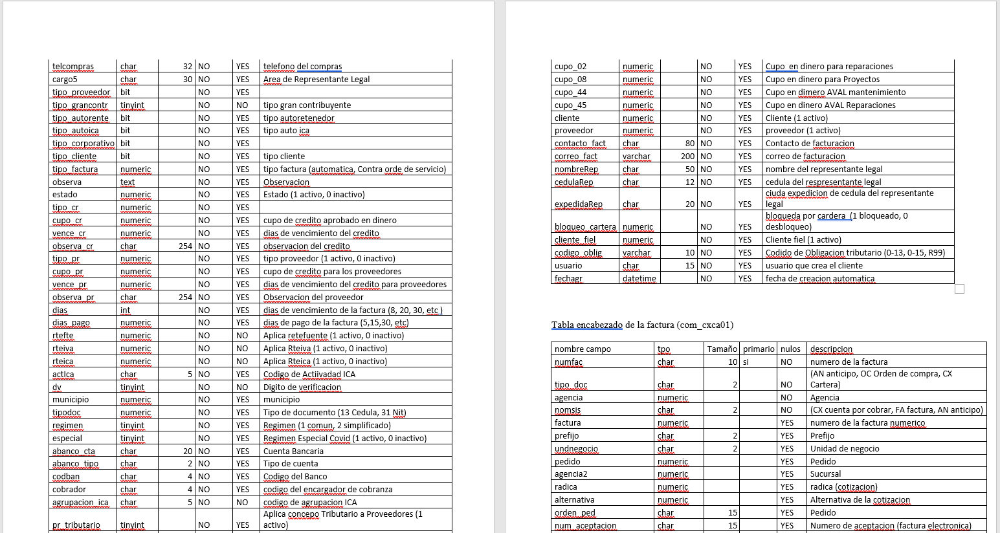 telcompras char 32 NO YES telefono del compras
cargo5 char 30 NO YES Area de Representante Legal
tipo_proveedor bit NO YES
tipo_grancontr tinyint NO NO tipo gran contribuyente
tipo_autorente bit NO YES tipo autoretenedor
tipo_autoica bit NO YES tipo auto ica
tipo_corporativo bit NO YES
tipo_cliente bit NO YES tipo cliente
tipo_factura numeric NO YES tipo factura (automatica, Contra orde de servicio)
observa text NO YES Observacion
estado numeric NO YES Estado (1 activo, 0 inactivo)
tipo_cr numeric NO YES
cupo_cr numeric NO YES cupo de credito aprobado en dinero
vence_cr numeric NO YES dias de vencimiento del credito
observa_cr char 254 NO YES observacion del credito
tipo_pr numeric NO YES tipo proveedor (1 activo, 0 inactivo)
cupo_pr numeric NO YES cupo de credito para los proveedores
vence_pr numeric NO YES dias de vencimiento del credito para proveedores
observa_pr char 254 NO YES Observacion del proveedor
dias int NO YES dias de vencimiento de la factura (8, 20, 30, etc )
dias_pago numeric NO YES dias de pago de la factura (5,15,30, etc)
rtefte numeric NO NO Aplica retefuente (1 activo, 0 inactivo)
rteiva numeric NO NO Aplica Rteiva (1 activo, 0 inactivo)
rteica numeric NO NO Aplica Rteica (1 activo, 0 inactivo)
actIca char 5 NO YES Codigo de Actiivadad ICA
dv tinyint NO NO Digito de verificacion
municipio numeric NO YES municipio
tipodoc numeric NO YES Tipo de documento (13 Cedula, 31 Nit)
regimen tinyint NO YES Regimen (1 comun, 2 simplificado)
especial tinyint NO YES Regimen Especial Covid (1 activo, 0 inactivo)
abanco_cta char 20 NO YES Cuenta Bancaria
abanco_tipo char 2 NO YES Tipo de cuenta
codban char 4 NO YES Codigo del Banco
cobrador char 4 NO YES codigo del encargador de cobranza
agrupacion_ica char 5 NO NO codigo de agrupacion ICA
Aplica concepo Tributario a Proveedores (1
pr_tributario tinyint NO YES activo)
cupo_02 numeric NO YES Cupo en dinero para reparaciones
cupo_08 numeric NO YES Cupo en dinero para Proyectos
cupo_44 numeric NO YES Cupo en dimero AVAL mantenimiento
cupo_45 numeric NO YES Cupo en dinero AVAL Reparaciones
cliente numeric NO YES Cliente (1 activo)
proveedor numeric NO YES proveedor (1 activo)
contacto_fact char 80 NO YES Contacto de facturacion
correo_fact varchar 200 NO YES correo de facturacion
nombreRep char 50 NO YES nombre del representante legal
cedulaRep char 12 NO YES cedula del respresentante legal
ciuda expedicion de cedula del representante
expedidaRep char 20 NO YES legal
bloqueda por cardera (1 bloqueado, 0
bloqueo_cartera numeric NO YES desbloqueo)
cliente_fiel numeric NO YES Cliente fiel (1 activo)
codigo_oblig varchar 10 NO YES Codido de Obligacion tributario (0-13, 0-15, R99)
usuario char 15 NO YES usuario que crea el cliente
fechagr datetime NO YES fecha de creacion automatica
Tabla encabezado de la factura (com_cxca01)
nombre campo tpo Tamaño primario nulos descripcion
numfac char 10 si NO numero de la factura
(AN anticipo, OC Orden de compra, CX
tipo_doc char 2 NO Cartera)
agencia numeric NO Agencia
nomsis char 2 NO (CX cuenta por cobrar, FA factura, AN anticipo)
factura numeric YES numero de la factura numerico
prefijo char 2 YES Prefijo
undnegocio char 2 YES Unidad de negocio
pedido numeric YES Pedido
agencia2 numeric YES Sucursal
radica numeric YES radica (cotizacion)
alternativa numeric YES Alternativa de la cotizacion
orden_ped char 15 YES Pedido
num_aceptacion char 15 YES Numero de aceptacion (factura electronica)